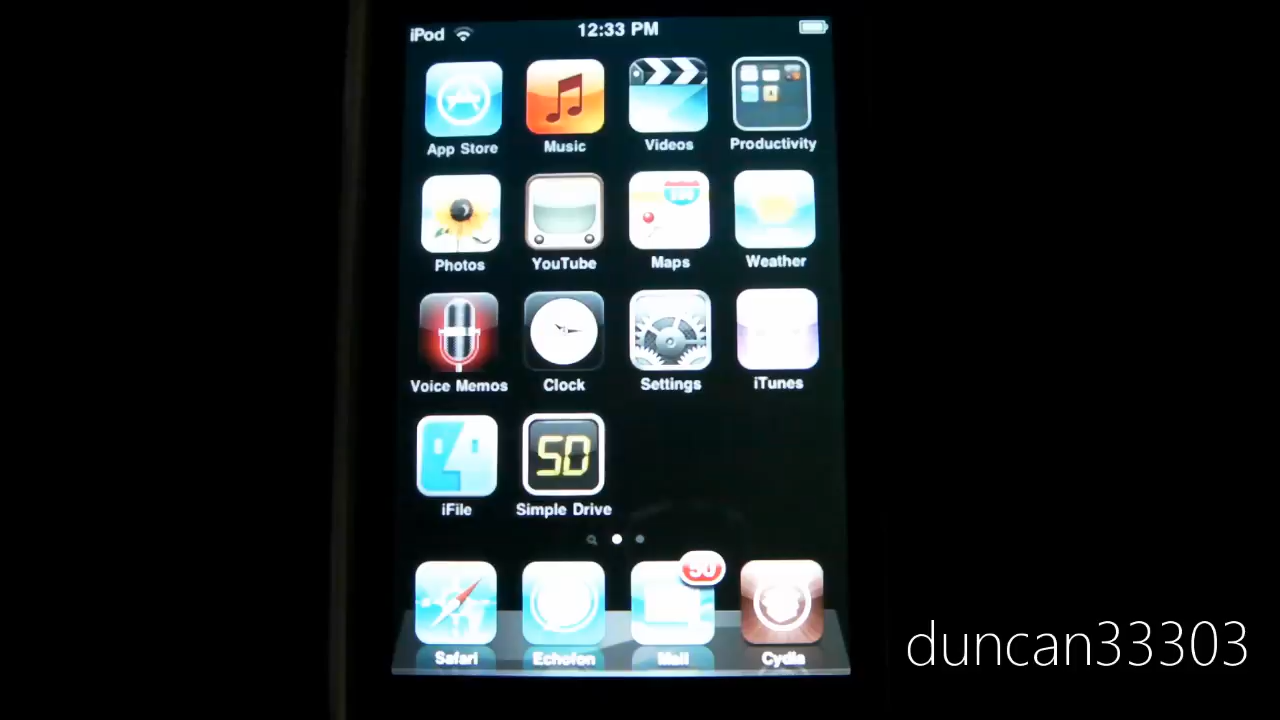 iPod 12:33 PM
App Store Music Videos Productivity
Photos YouTube Maps Weather
Voice Memos Clock Settings iTunes
SD
iFile Simple Drive
50
Safari Echofon Mail Cydia
duncan33303